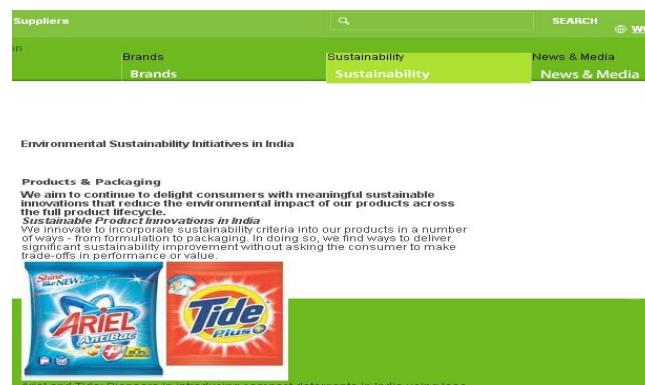 Suppliers
SEARCH
on
Brands
Sustainability
News & Media
Brands
Sustainability
News & Media
Environmental Sustainability Initiatives in India
Products & Packaging
We aim to continue to delight consumers with meaningful sustainable
innovations that reduce the environmental impact of our products across
the full product lifecycle.
Sustainable Product Innovations in India
We innovate to incorporate sustainability criteria into our products in a number
of ways - from formulation to packaging. In doing so, we find ways to deliver
significant sustainability improvement without asking the consumer to make
trade-offs in performance or value.
Shine
like NEW
ARIEL
AntiBac
Tide
Plus